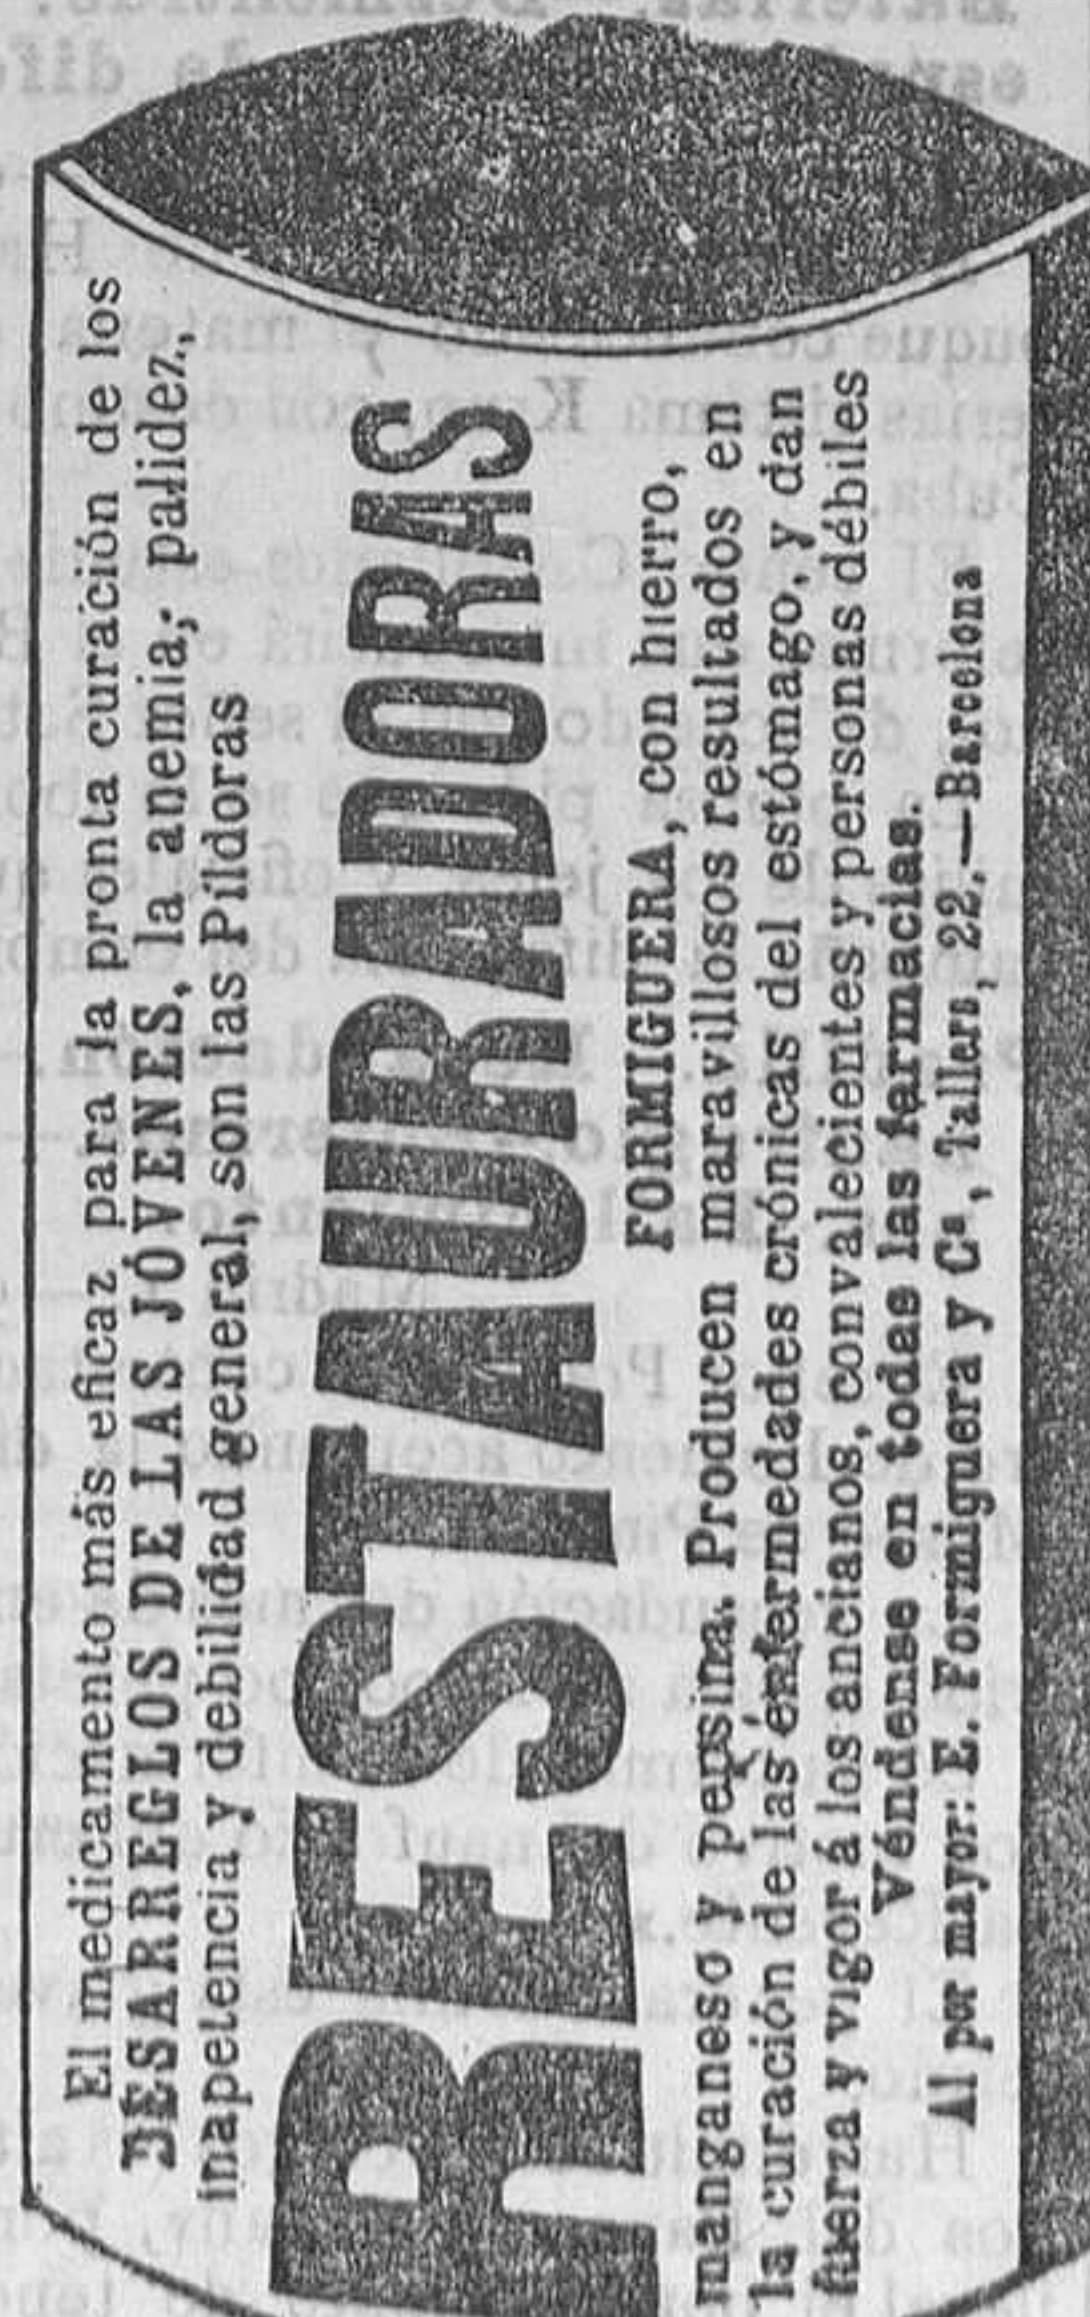 El medicamento más eficaz para la pronta curación de los
DESARREGLOS DE LAS JÓVENES, la anemia, palidez,
inapetencia y debilidad general, son las Pildoras
RESTAURADORAS
FORMIGUERA, con hierro,
manganeso y pepsina. Producen maravillosos resultados en
la curación de las enfermedades crónicas del estómago, y dan
fuerza y vigor á los ancianos, convalecientes y personas débiles
Véndense en todas las farmacias.
Al por mayor: E. Formiguera y Cª, Tallers, 22.—Barcelona